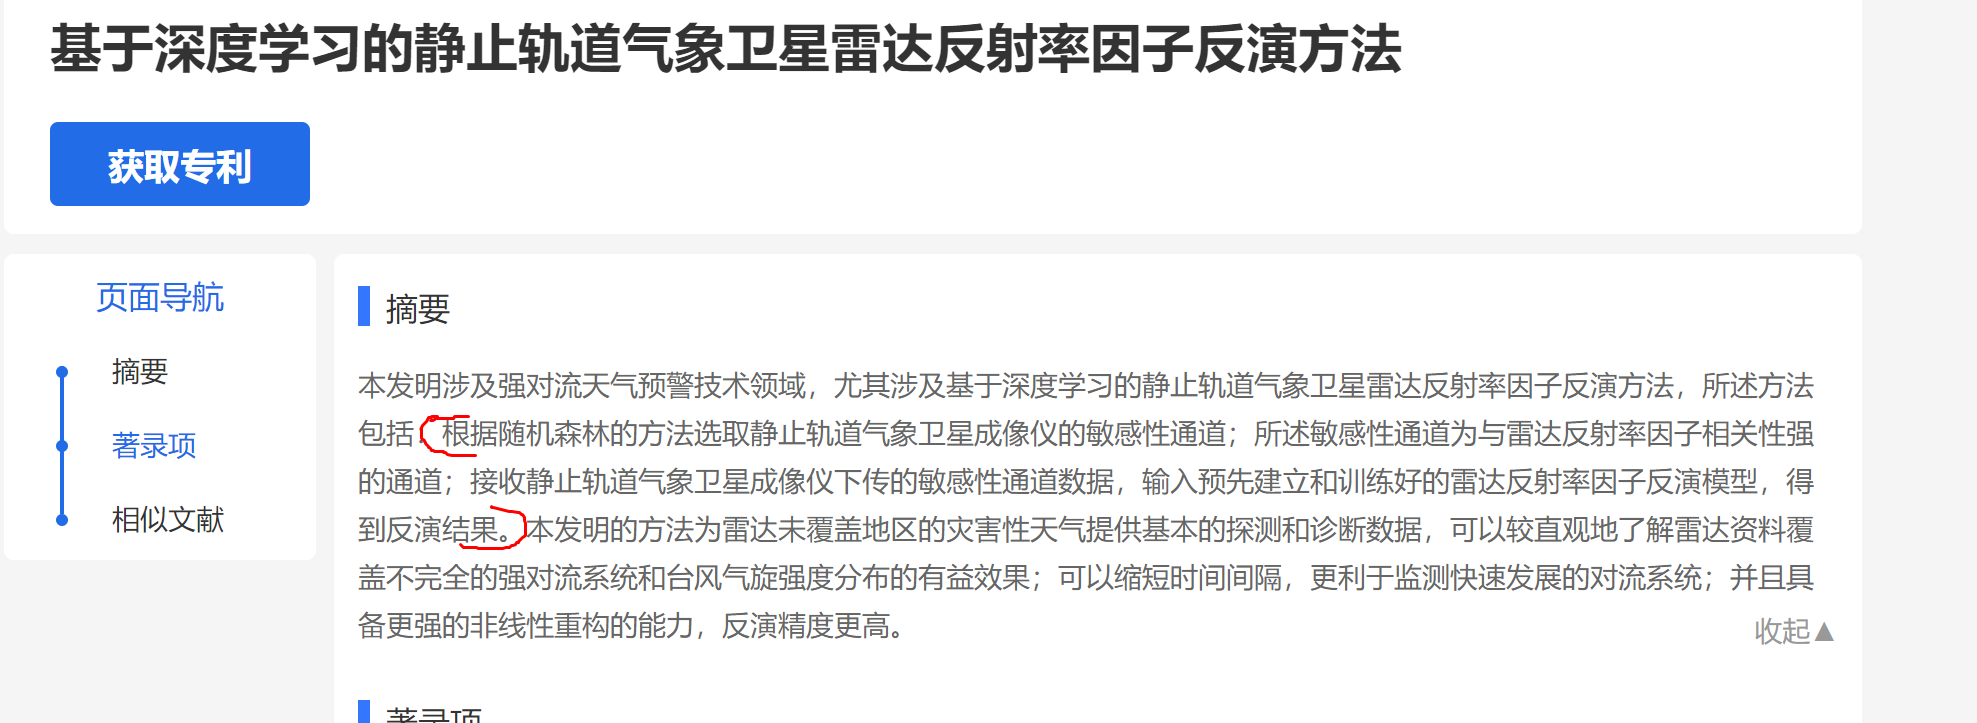 基于深度学习的静止轨道气象卫星雷达反射率因子反演方法
获取专利
页面导航
摘要
著录项
相似文献
摘要
本发明涉及强对流天气预警技术领域，尤其涉及基于深度学习的静止轨道气象卫星雷达反射率因子反演方法，所述方法
包括：根据随机森林的方法选取静止轨道气象卫星成像仪的敏感性通道；所述敏感性通道为与雷达反射率因子相关性强
的通道；接收静止轨道气象卫星成像仪下传的敏感性通道数据，输入预先建立和训练好的雷达反射率因子反演模型，得
到反演结果。本发明的方法为雷达未覆盖地区的灾害性天气提供基本的探测和诊断数据，可以较直观地了解雷达资料覆
盖不完全的强对流系统和台风气旋强度分布的有益效果；可以缩短时间间隔，更利于监测快速发展的对流系统；并且具
备更强的非线性重构的能力，反演精度更高。
收起▲
著录项